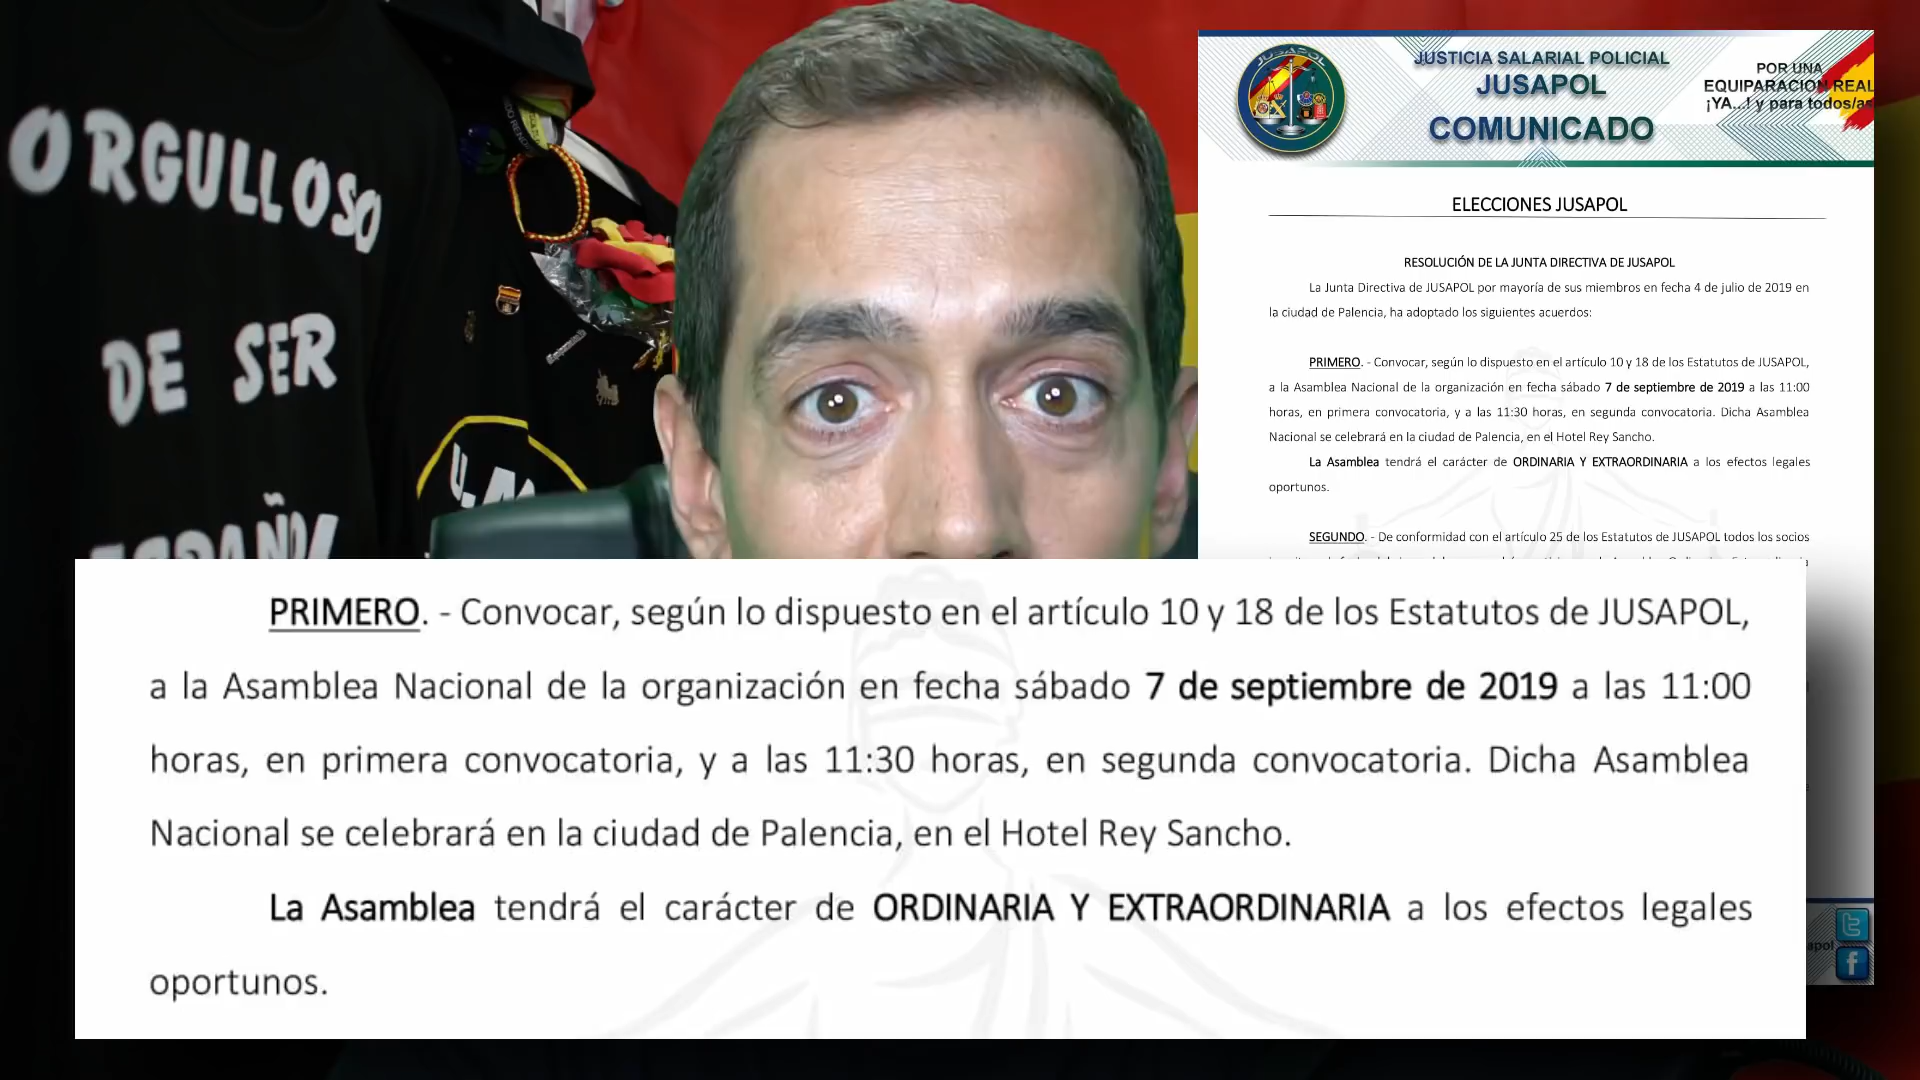 ORGULLOSO
DE SER
ESPAÑA
JUSAPOL
JUSTICIA SALARIAL POLICIAL
JUSAPOL
COMUNICADO
POR UNA
EQUIPARACION REAL
¡YA...! y para todos/as
ELECCIONES JUSAPOL
RESOLUCIÓN DE LA JUNTA DIRECTIVA DE JUSAPOL
La Junta Directiva de JUSAPOL por mayoría de sus miembros en fecha 4 de julio de 2019 en
la ciudad de Palencia, ha adoptado los siguientes acuerdos:
PRIMERO. - Convocar, según lo dispuesto en el artículo 10 y 18 de los Estatutos de JUSAPOL,
a la Asamblea Nacional de la organización en fecha sábado 7 de septiembre de 2019 a las 11:00
horas, en primera convocatoria, y a las 11:30 horas, en segunda convocatoria. Dicha Asamblea
Nacional se celebrará en la ciudad de Palencia, en el Hotel Rey Sancho.
La Asamblea tendrá el carácter de ORDINARIA Y EXTRAORDINARIA a los efectos legales
oportunos.
SEGUNDO. - De conformidad con el artículo 25 de los Estatutos de JUSAPOL todos los socios
PRIMERO. - Convocar, según lo dispuesto en el artículo 10 y 18 de los Estatutos de JUSAPOL,
a la Asamblea Nacional de la organización en fecha sábado 7 de septiembre de 2019 a las 11:00
horas, en primera convocatoria, y a las 11:30 horas, en segunda convocatoria. Dicha Asamblea
Nacional se celebrará en la ciudad de Palencia, en el Hotel Rey Sancho.
La Asamblea tendrá el carácter de ORDINARIA Y EXTRAORDINARIA a los efectos legales
oportunos.
apol